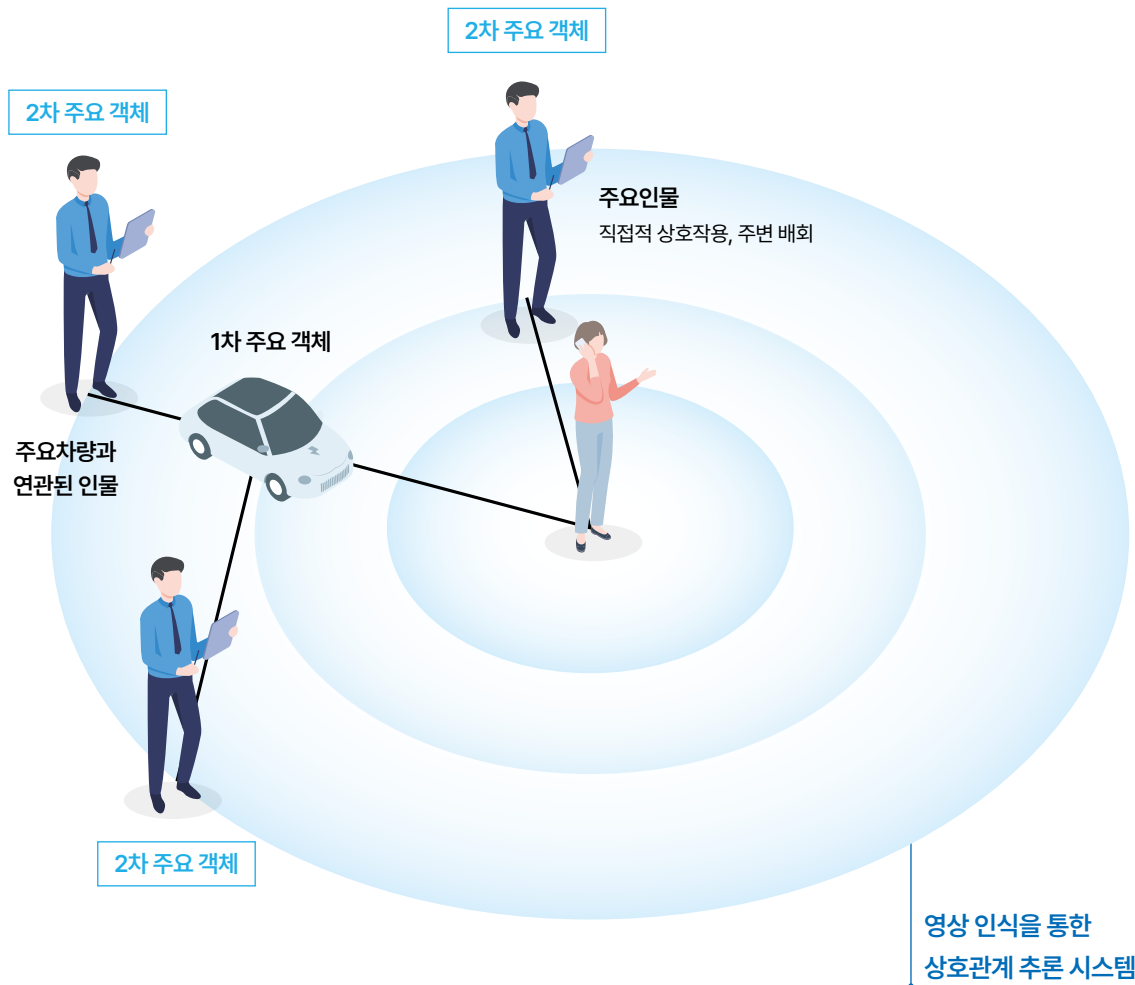 2차 주요 객체
2차 주요 객체
주요인물
직접적 상호작용, 주변 배회
1차 주요 객체
주요차량과
연관된 인물
2차 주요 객체
영상 인식을 통한
상호관계 추론 시스템